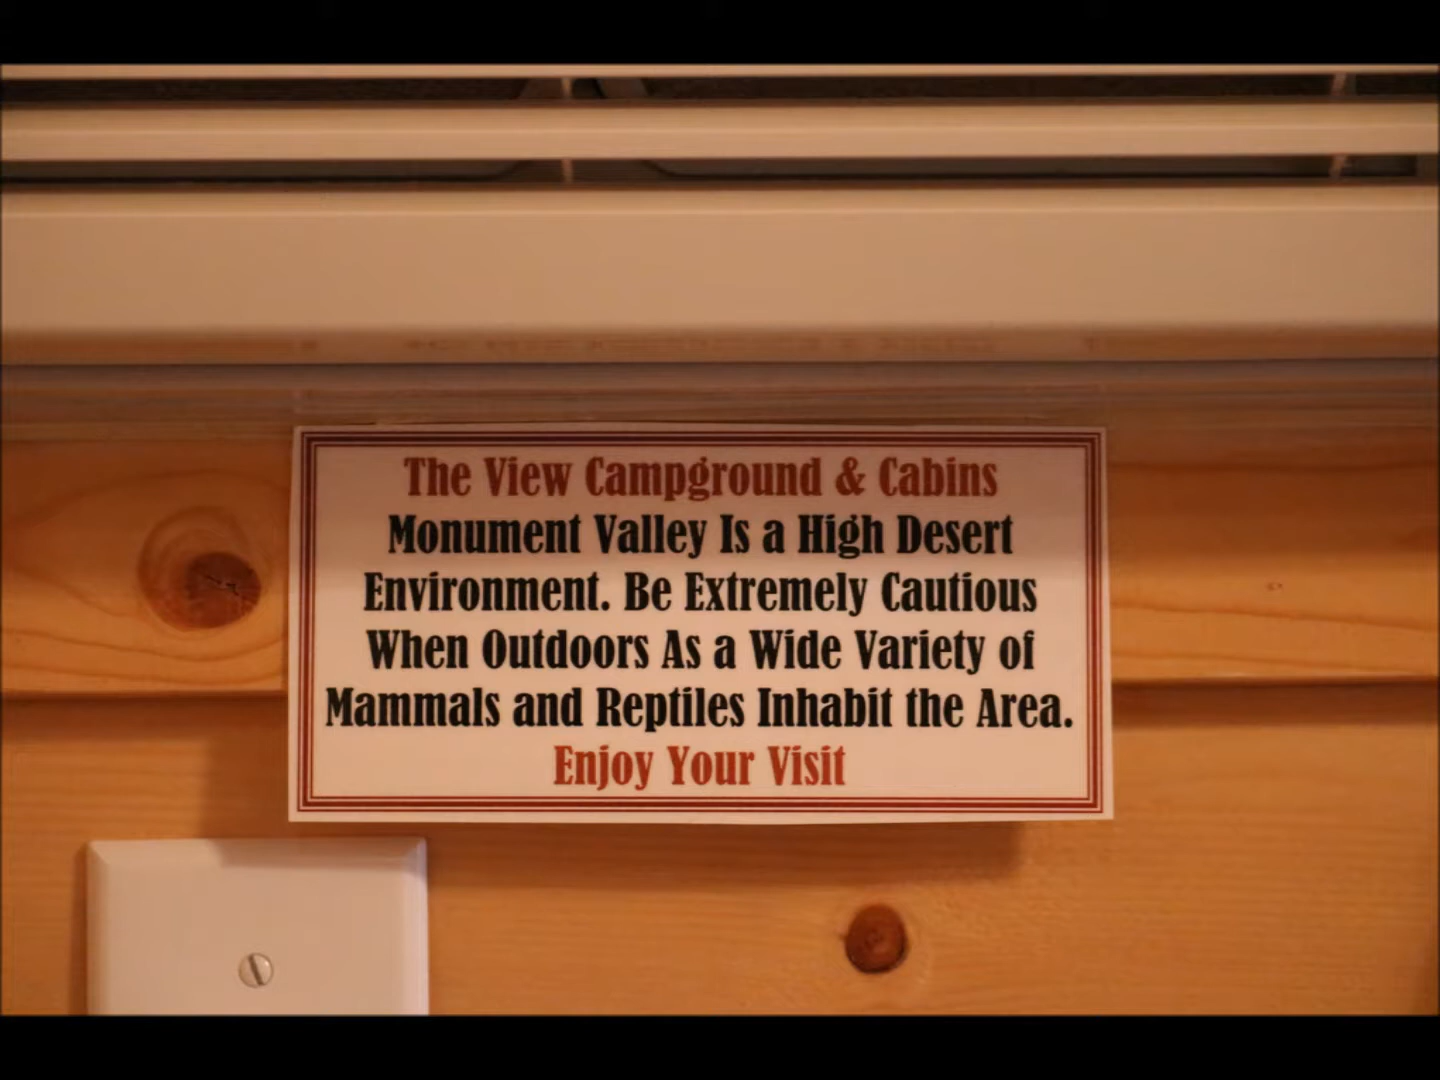 The View Campground & Cabins
Monument Valley Is a High Desert
Environment. Be Extremely Cautious
When Outdoors As a Wide Variety of
Mammals and Reptiles Inhabit the Area.
Enjoy Your Visit